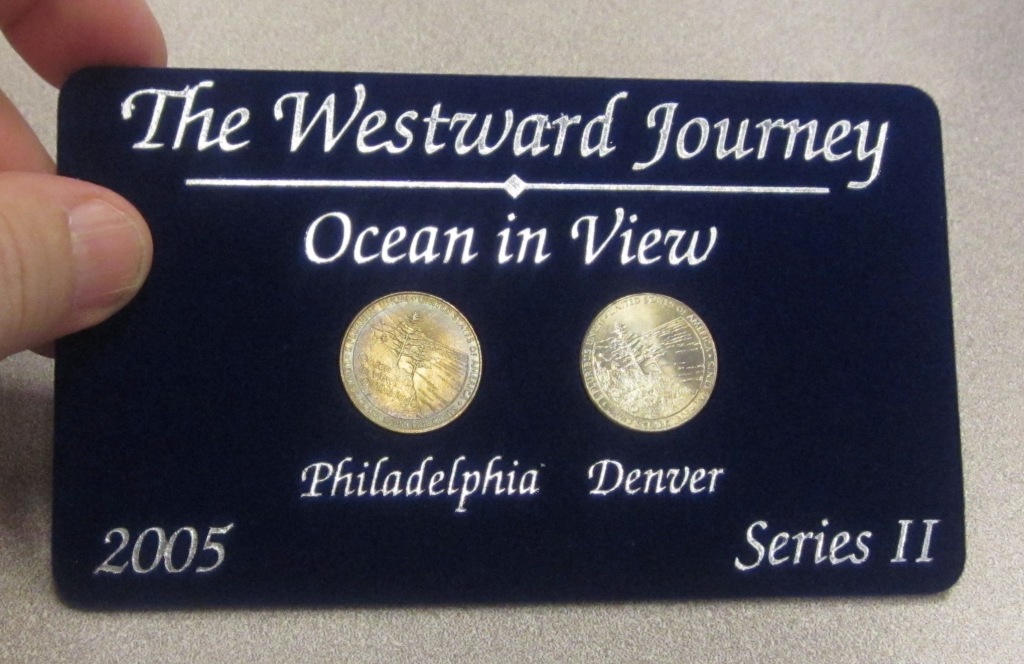 The Westward Journey
Ocean in View
Philadelphia Denver
2005 Series II